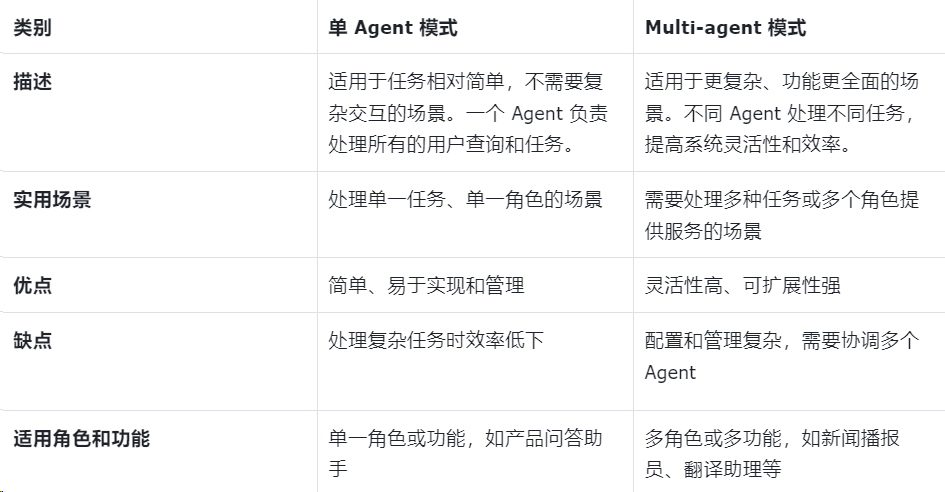 类别
单 Agent 模式
Multi-agent 模式
描述
适用于任务相对简单，不需要复
杂交互的场景。一个 Agent 负责
处理所有的用户查询和任务。
适用于更复杂、功能更全面的场
景。不同 Agent 处理不同任务，
提高系统灵活性和效率。
实用场景
处理单一任务、单一角色的场景
需要处理多种任务或多个角色提
供服务的场景
优点
简单、易于实现和管理
灵活性高、可扩展性强
缺点
处理复杂任务时效率低下
配置和管理复杂，需要协调多个
Agent
适用角色和功能
单一角色或功能，如产品问答助
手
多角色或多功能，如新闻播报
员、翻译助理等